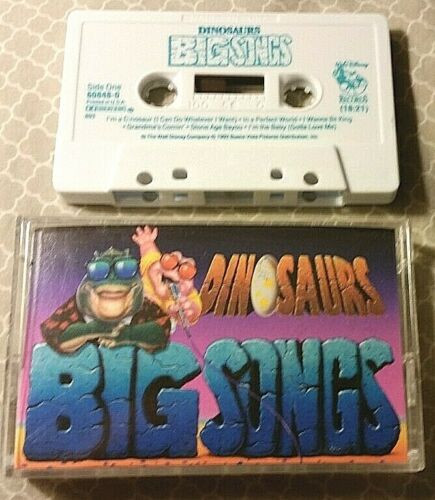 DINOSAURS
BIG SONGS
Side One
60848-0
Printed in U.S.A.
Walt Disney
RECORDS
(18:21)
I'm a Dinosaur (I Can Do Whatever I Want) • In a Perfect World • I Wanna Be King
• Grandma's Comin' • Stone Age Bayou • I'm the Baby (Gotta Love Me)
© The Walt Disney Company Buena Vista Pictures Distribution, Inc.
DINOSAURS
BIG SONGS